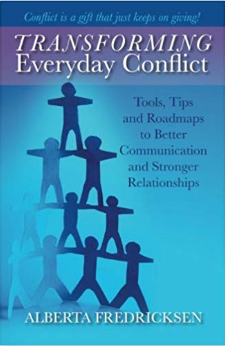 Conflict is a gift that just keeps on giving!
TRANSFORMING
Everyday Conflict
Tools, Tips
and Roadmaps
to Better
Communication
and Stronger
Relationships
ALBERTA FREDRICKSEN